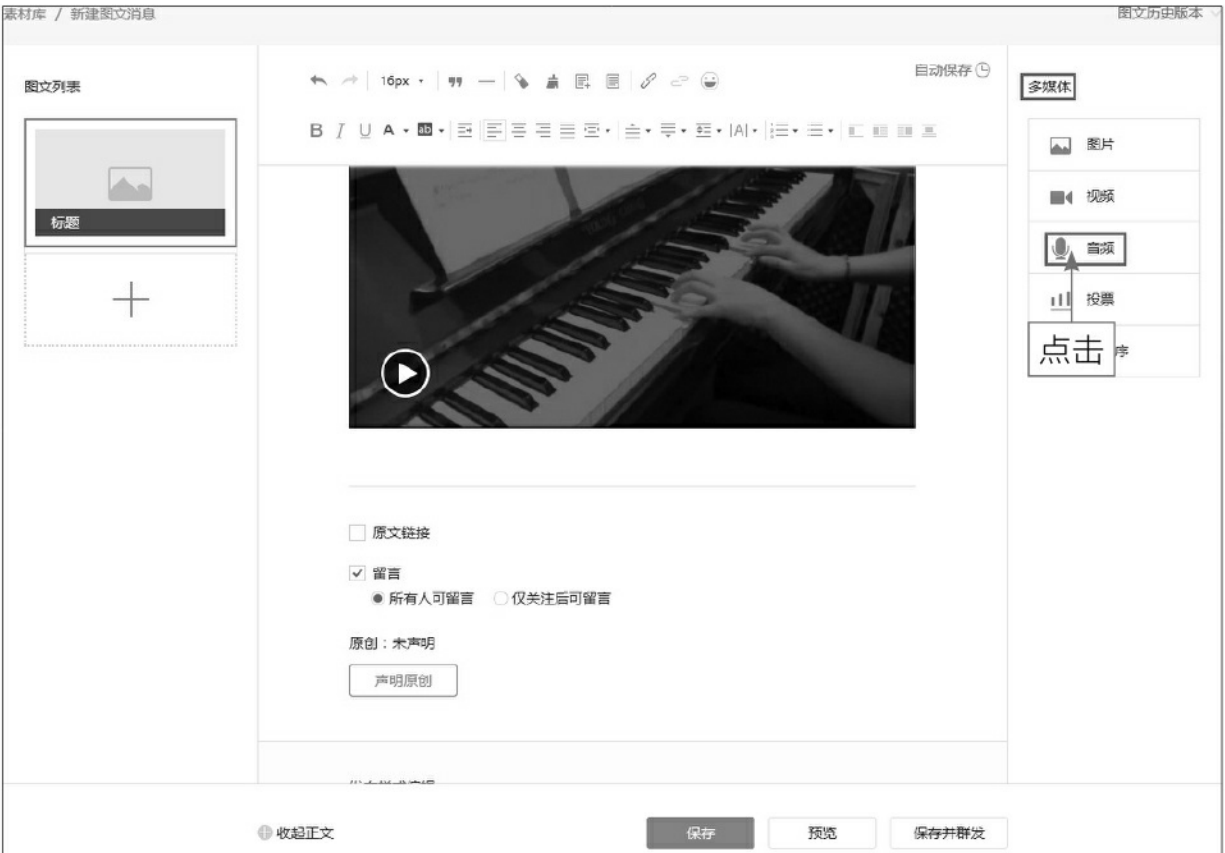 素材库 / 新建图文消息
图文历史版本
图文列表
标题
16px
自动保存
B I U A ab
|A|
多媒体
图片
视频
音频
投票
点击
序
原文链接
留言
所有人可留言 仅关注后可留言
原创：未声明
声明原创
收起正文
保存
预览
保存并群发